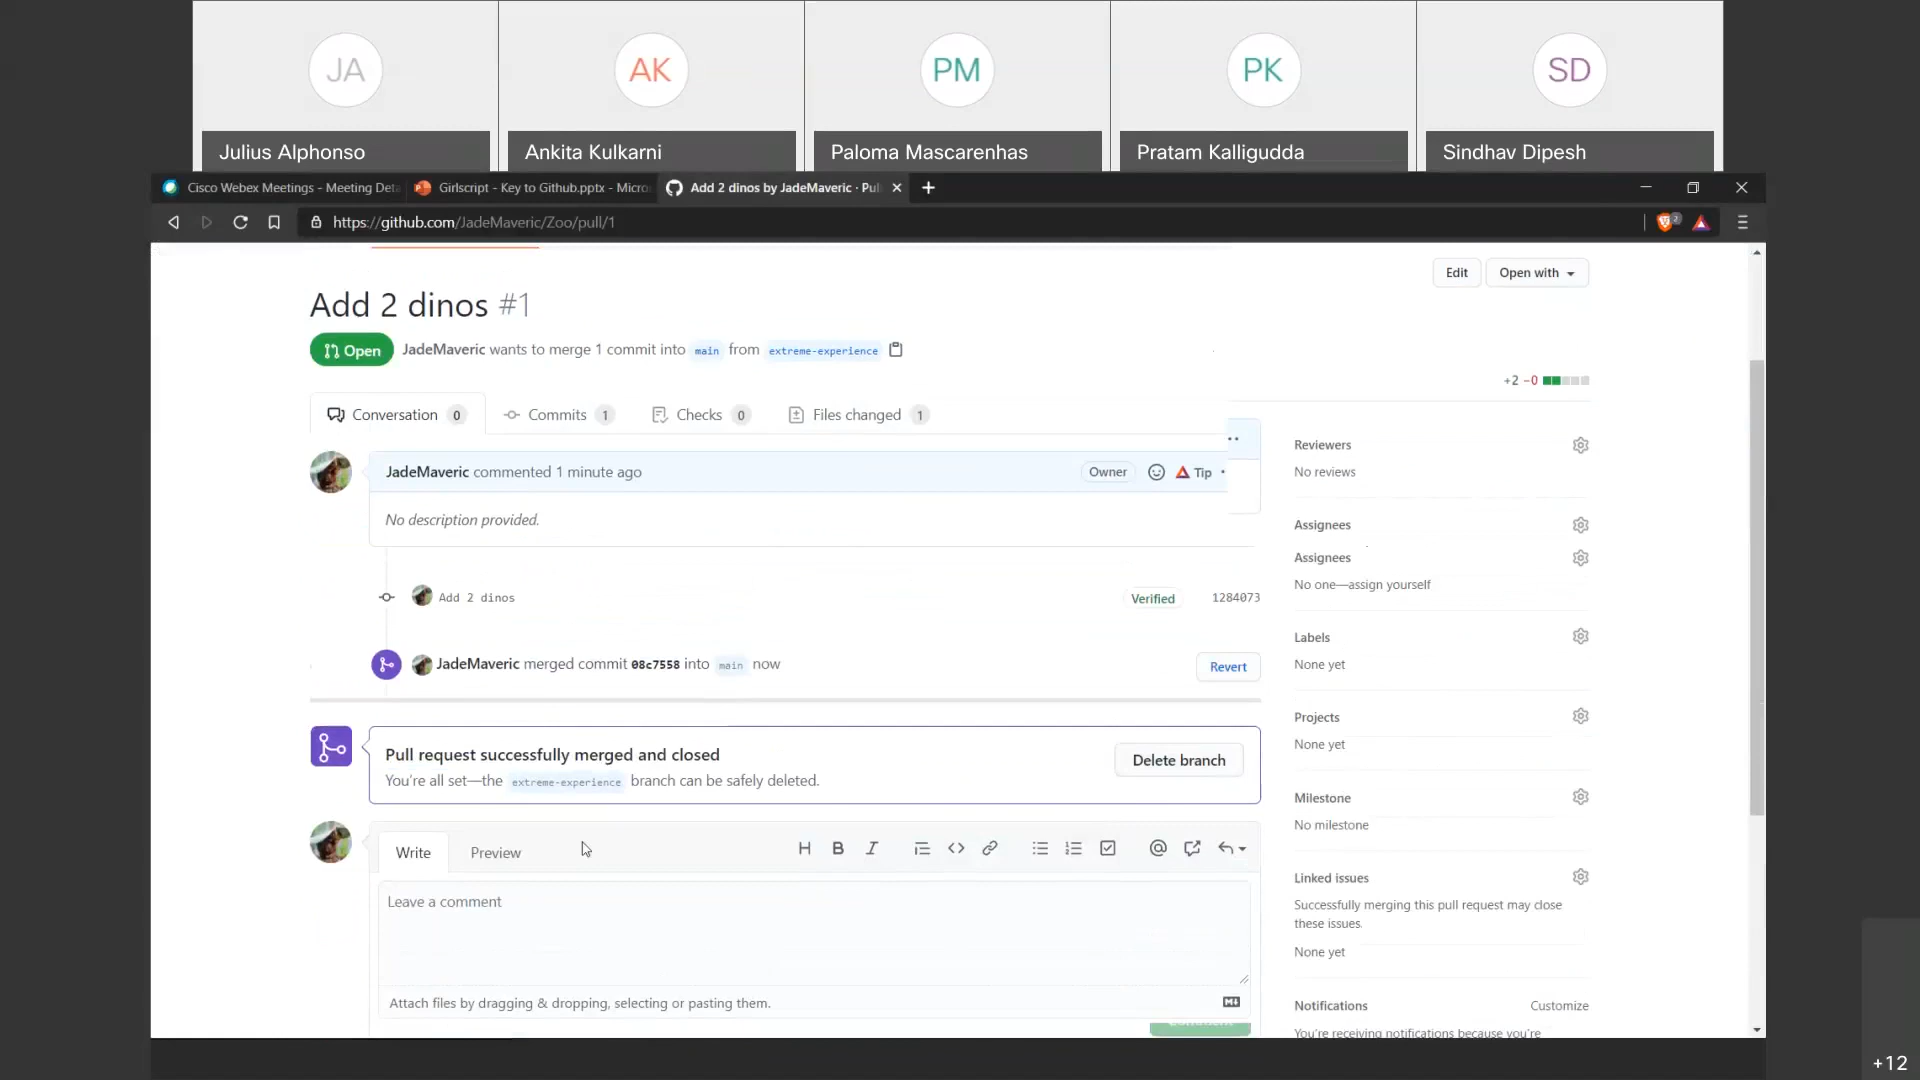 JA
AK
PM
PK
SD
Julius Alphonso
Ankita Kulkarni
Paloma Mascarenhas
Pratam Kalligudda
Sindhav Dipesh
Cisco Webex Meetings - Meeting Deta
Girlscript - Key to Github.pptx - Micro
Add 2 dinos by JadeMaveric · Pul
https://github.com/JadeMaveric/Zoo/pull/1
2
Edit
Open with
Add 2 dinos #1
Open
JadeMaveric wants to merge 1 commit into main from extreme-experience
+2 −0
Conversation 0
Commits 1
Checks 0
Files changed 1
JadeMaveric commented 1 minute ago
Owner
Tip
No description provided.
Add 2 dinos
Verified
1284073
JadeMaveric merged commit 08c7558 into main now
Revert
Pull request successfully merged and closed
You're all set—the extreme-experience branch can be safely deleted.
Delete branch
Write
Preview
H B I
Leave a comment
Attach files by dragging & dropping, selecting or pasting them.
Comment
Reviewers
No reviews
Assignees
Assignees
No one—assign yourself
Labels
None yet
Projects
None yet
Milestone
No milestone
Linked issues
Successfully merging this pull request may close
these issues.
None yet
Notifications
Customize
You're receiving notifications because you're
+12